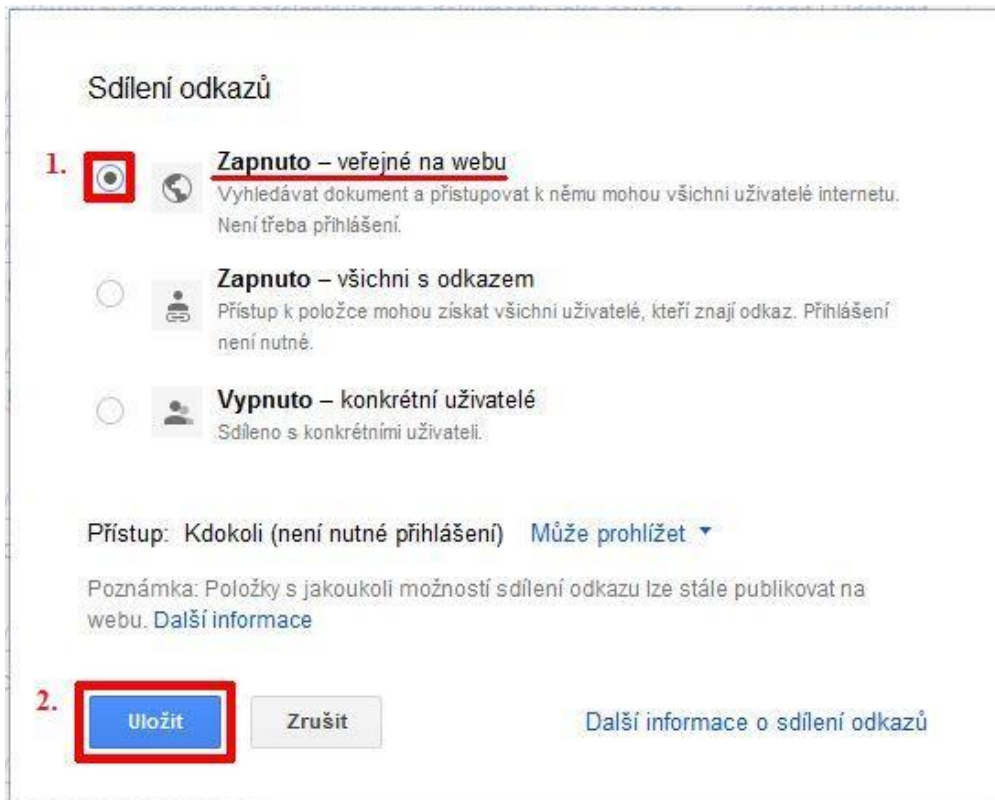 Sdílení odkazů
1.
Zapnuto – veřejné na webu
Vyhledávat dokument a přistupovat k němu mohou všichni uživatelé internetu.
Není třeba přihlášení.
Zapnuto – všichni s odkazem
Přístup k položce mohou získat všichni uživatelé, kteří znají odkaz. Přihlášení
není nutné.
Vypnuto – konkrétní uživatelé
Sdíleno s konkrétními uživateli.
Přístup: Kdokoli (není nutné přihlášení) Může prohlížet
Poznámka: Položky s jakoukoli možností sdílení odkazu lze stále publikovat na
webu. Další informace
2.
Uložit Zrušit Další informace o sdílení odkazů